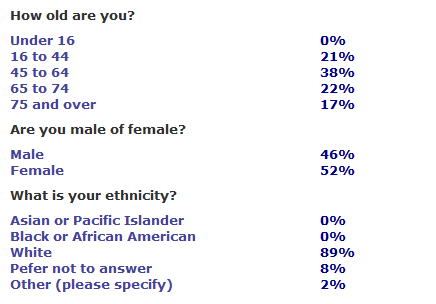 How old are you?
Under 16 0%
16 to 44 21%
45 to 64 38%
65 to 74 22%
75 and over 17%
Are you male of female?
Male 46%
Female 52%
What is your ethnicity?
Asian or Pacific Islander 0%
Black or African American 0%
White 89%
Pefer not to answer 8%
Other (please specify) 2%